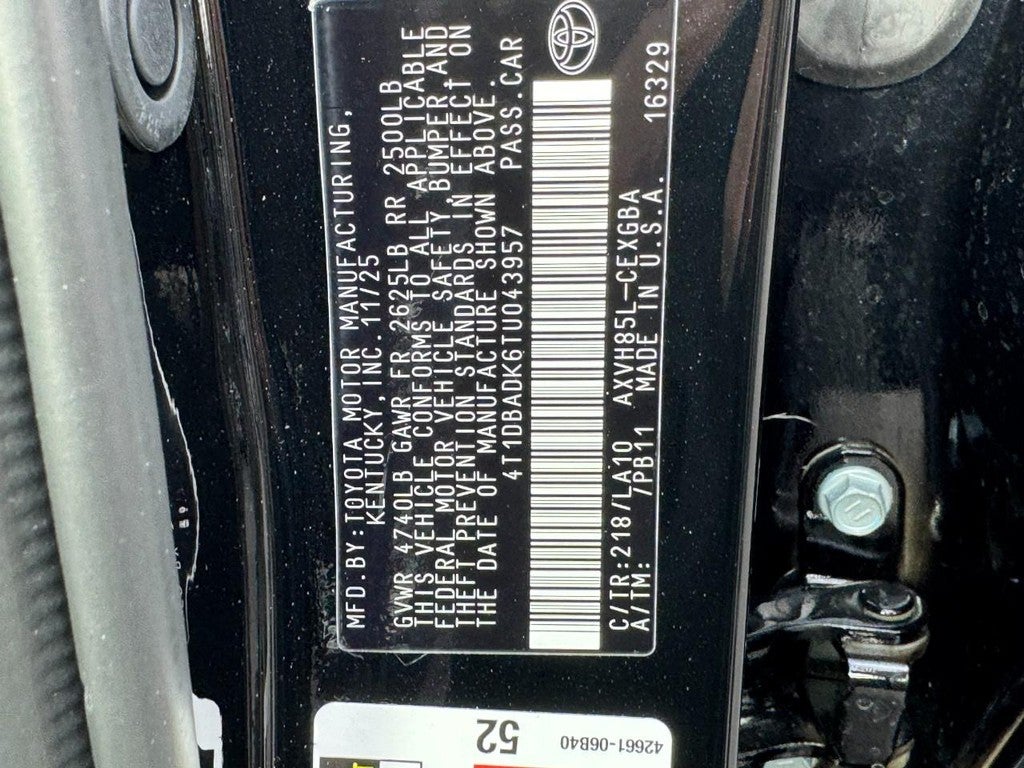 MFD.BY:TOYOTA MOTOR MANUFACTURING,
KENTUCKY,INC.11/25
GVWR 4740LB GAWR FR 2625LB RR 2500LB
THIS VEHICLE CONFORMS TO ALL APPLICABLE
FEDERAL MOTOR VEHICLE SAFETY,BUMPER,AND
THEFT PREVENTION STANDARDS IN EFFECT ON
THE DATE OF MANUFACTURE SHOWN ABOVE.
4T1DBADK6TU043957 PASS.CAR
C/TR:218/LA10 AXVH85L-CEXGBA 16329
A/TM: /PB11 MADE IN U.S.A.
52
42661-06B40